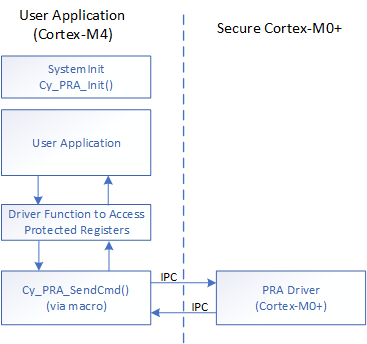 User Application
(Cortex-M4)
Secure Cortex-M0+
SystemInit
Cy_PRA_Init()
User Application
Driver Function to Access
Protected Registers
Cy_PRA_SendCmd()
(via macro)
IPC
IPC
PRA Driver
(Cortex-M0+)